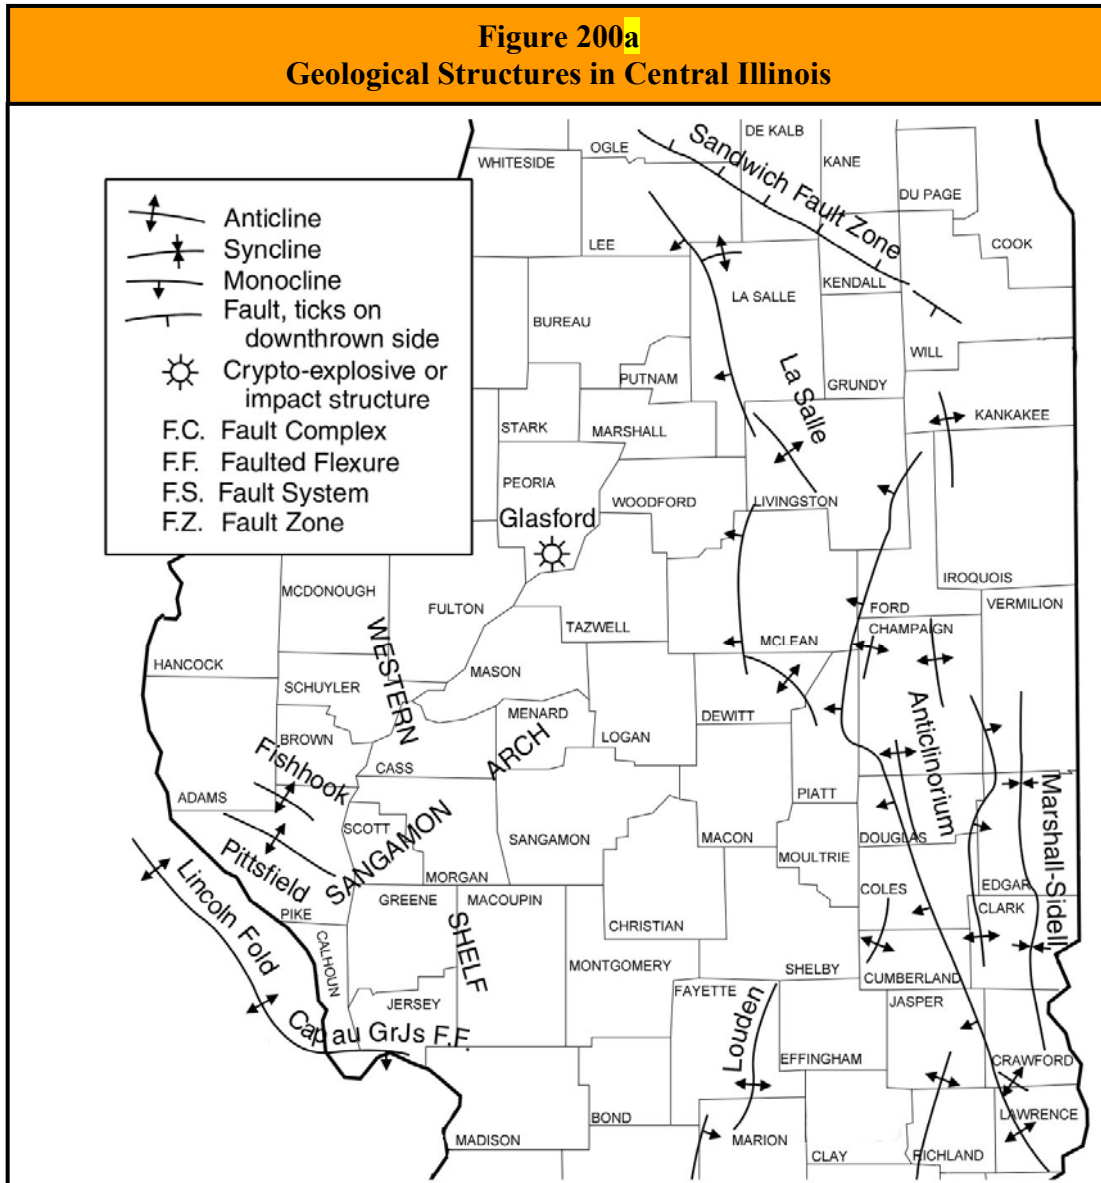 Figure 200a
Geological Structures in Central Illinois
Anticline
Syncline
Monocline
Fault, ticks on
downthrown side
Crypto-explosive or
impact structure
F.C. Fault Complex
F.F. Faulted Flexure
F.S. Fault System
F.Z. Fault Zone
WHITESIDE
OGLE
DE KALB
KANE
DU PAGE
COOK
Sandwich Fault Zone
LEE
LA SALLE
KENDALL
BUREAU
WILL
PUTNAM
GRUNDY
La Salle
KANKAKEE
STARK
MARSHALL
PEORIA
WOODFORD
LIVINGSTON
Glasford
IROQUOIS
MCDONOUGH
FULTON
FORD
VERMILION
TAZWELL
MCLEAN
CHAMPAIGN
HANCOCK
WESTERN
MASON
SCHUYLER
MENARD
DEWITT
Anticlinorium
BROWN
ARCH
LOGAN
Fishhook
CASS
ADAMS
PIATT
Marshall-Sidell
SCOTT
SANGAMON
SANGAMON
MACON
DOUGLAS
MOULTRIE
Pittsfield
MORGAN
COLES
EDGAR
Lincoln Fold
PIKE
GREENE
MACOUPIN
CLARK
CHRISTIAN
CALHOUN
SHELF
MONTGOMERY
SHELBY
CUMBERLAND
FAYETTE
JERSEY
JASPER
Cap au GrJs F.F.
Louden
EFFINGHAM
CRAWFORD
BOND
LAWRENCE
MADISON
MARION
CLAY
RICHLAND